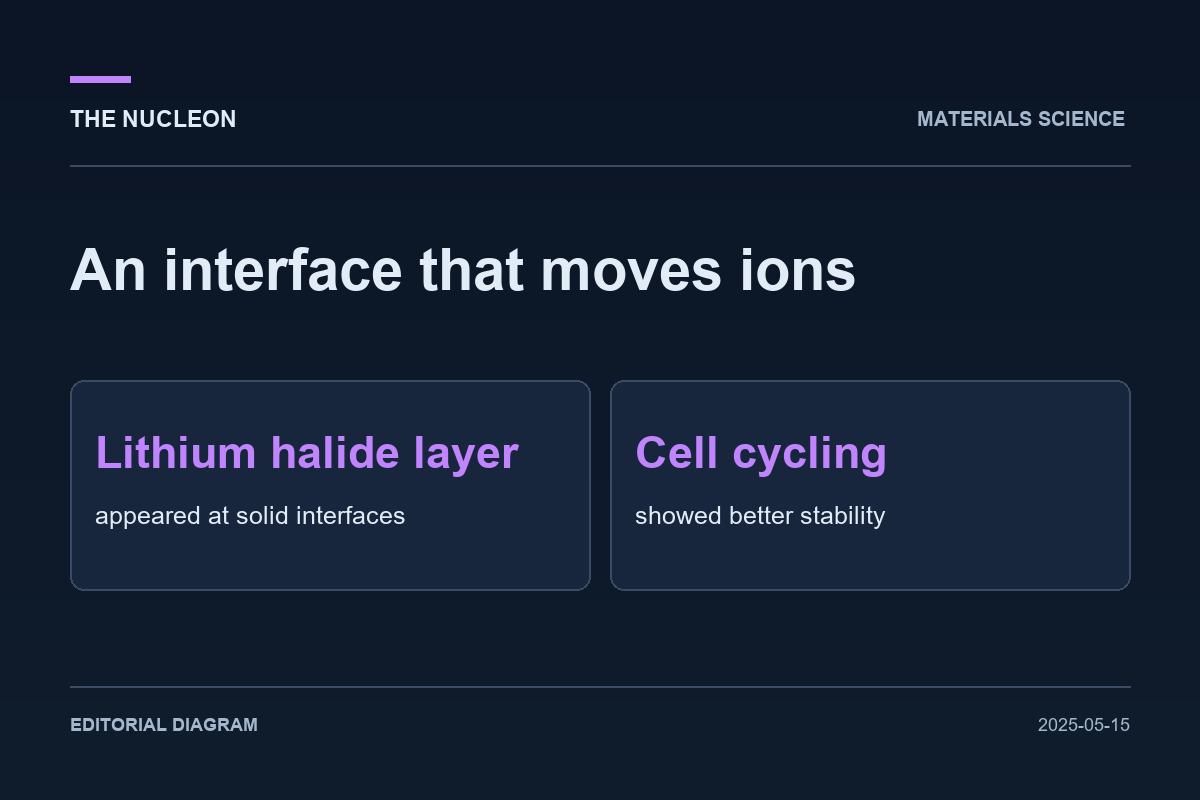 THE NUCLEON
MATERIALS SCIENCE
An interface that moves ions
Lithium halide layer
appeared at solid interfaces
Cell cycling
showed better stability
EDITORIAL DIAGRAM
2025-05-15